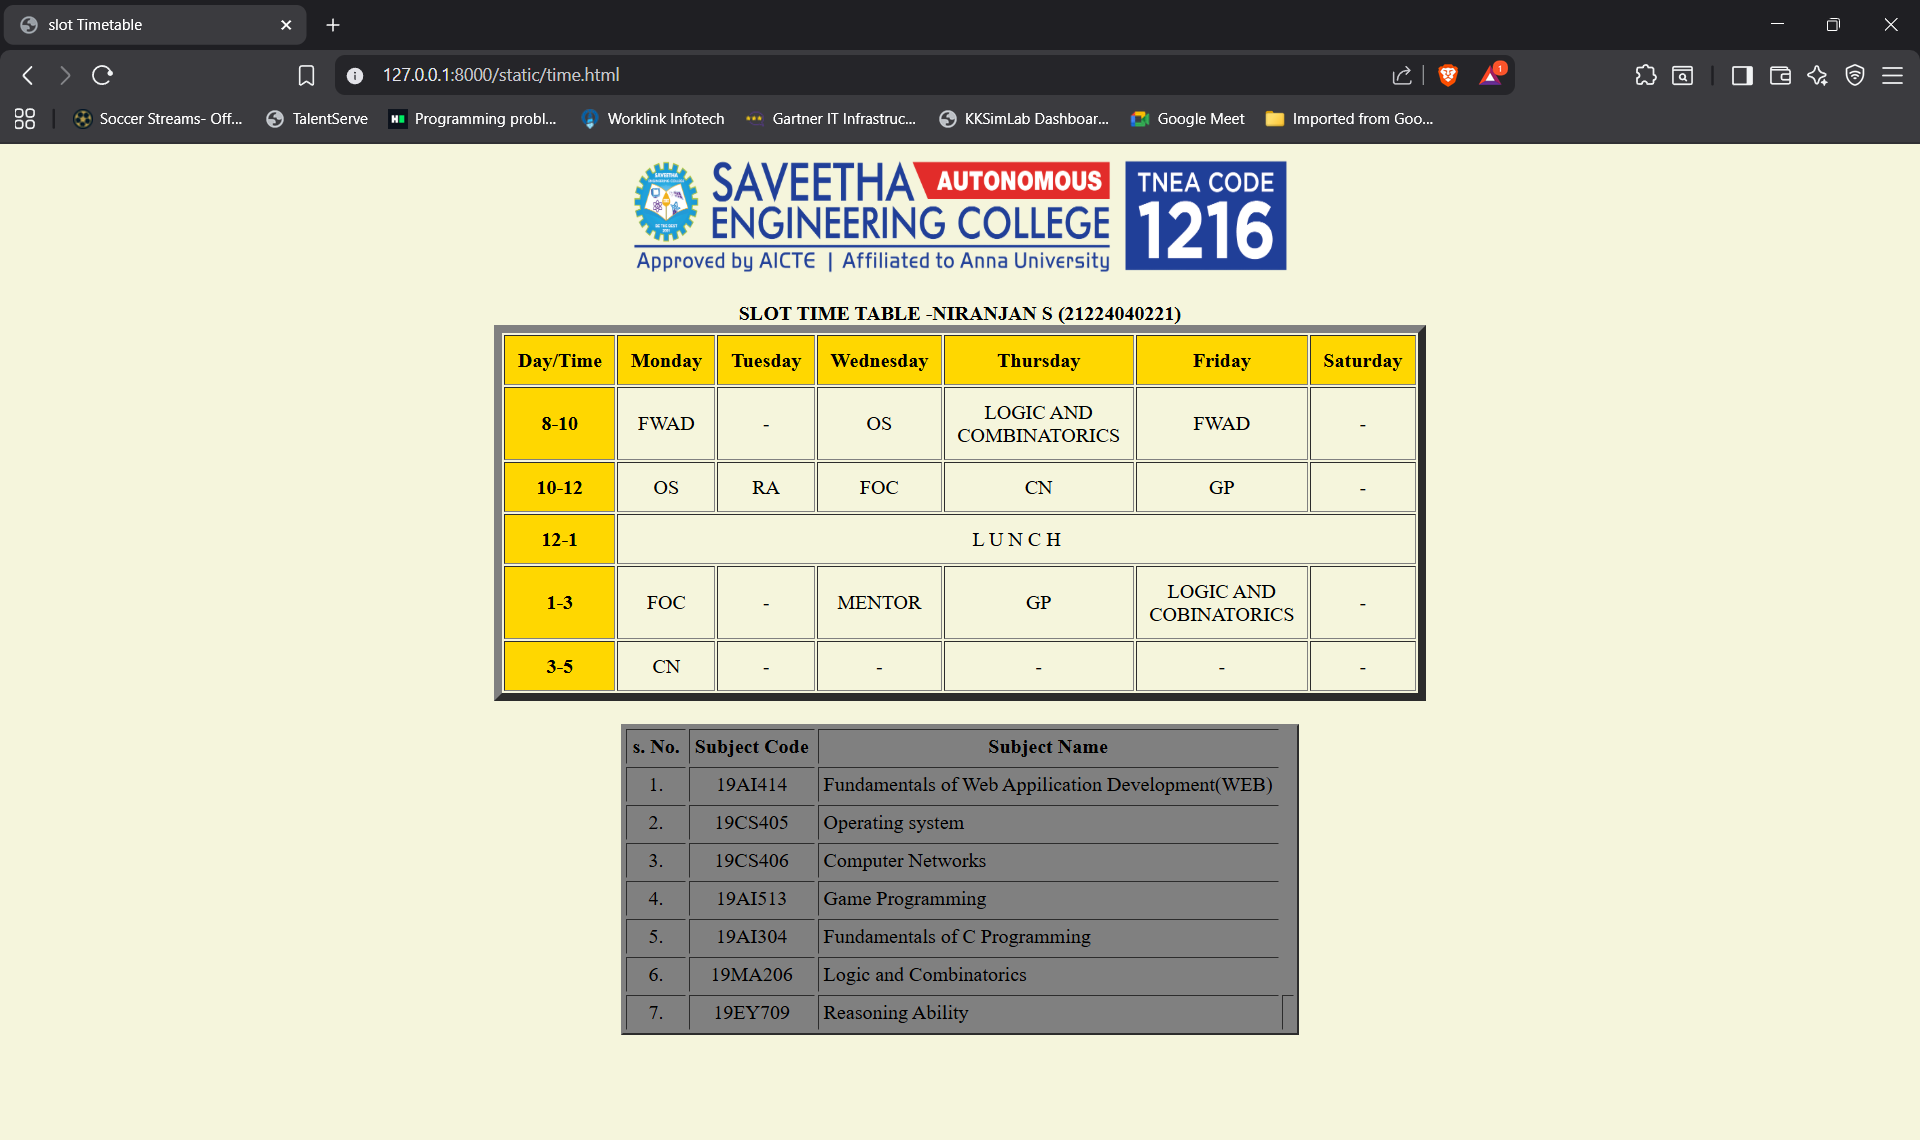 slot Timetable
127.0.0.1:8000/static/time.html
1
Soccer Streams- Off... TalentServe Programming probl... Worklink Infotech Gartner IT Infrastruc... KKSimLab Dashboar... Google Meet Imported from Goo...
SAVEETHA AUTONOMOUS
ENGINEERING COLLEGE
Approved by AICTE | Affiliated to Anna University
TNEA CODE
1216
SLOT TIME TABLE -NIRANJAN S (21224040221)
Day/Time Monday Tuesday Wednesday Thursday Friday Saturday
8-10 FWAD - OS LOGIC AND COMBINATORICS FWAD -
10-12 OS RA FOC CN GP -
12-1 L U N C H
1-3 FOC - MENTOR GP LOGIC AND COBINATORICS -
3-5 CN - - - - -
s. No. Subject Code Subject Name
1. 19AI414 Fundamentals of Web Appilication Development(WEB)
2. 19CS405 Operating system
3. 19CS406 Computer Networks
4. 19AI513 Game Programming
5. 19AI304 Fundamentals of C Programming
6. 19MA206 Logic and Combinatorics
7. 19EY709 Reasoning Ability